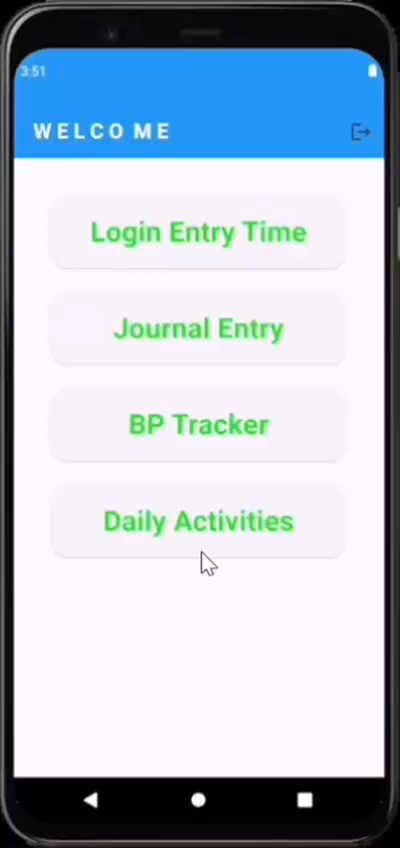 3:51
WELCO ME
Login Entry Time
Journal Entry
BP Tracker
Daily Activities